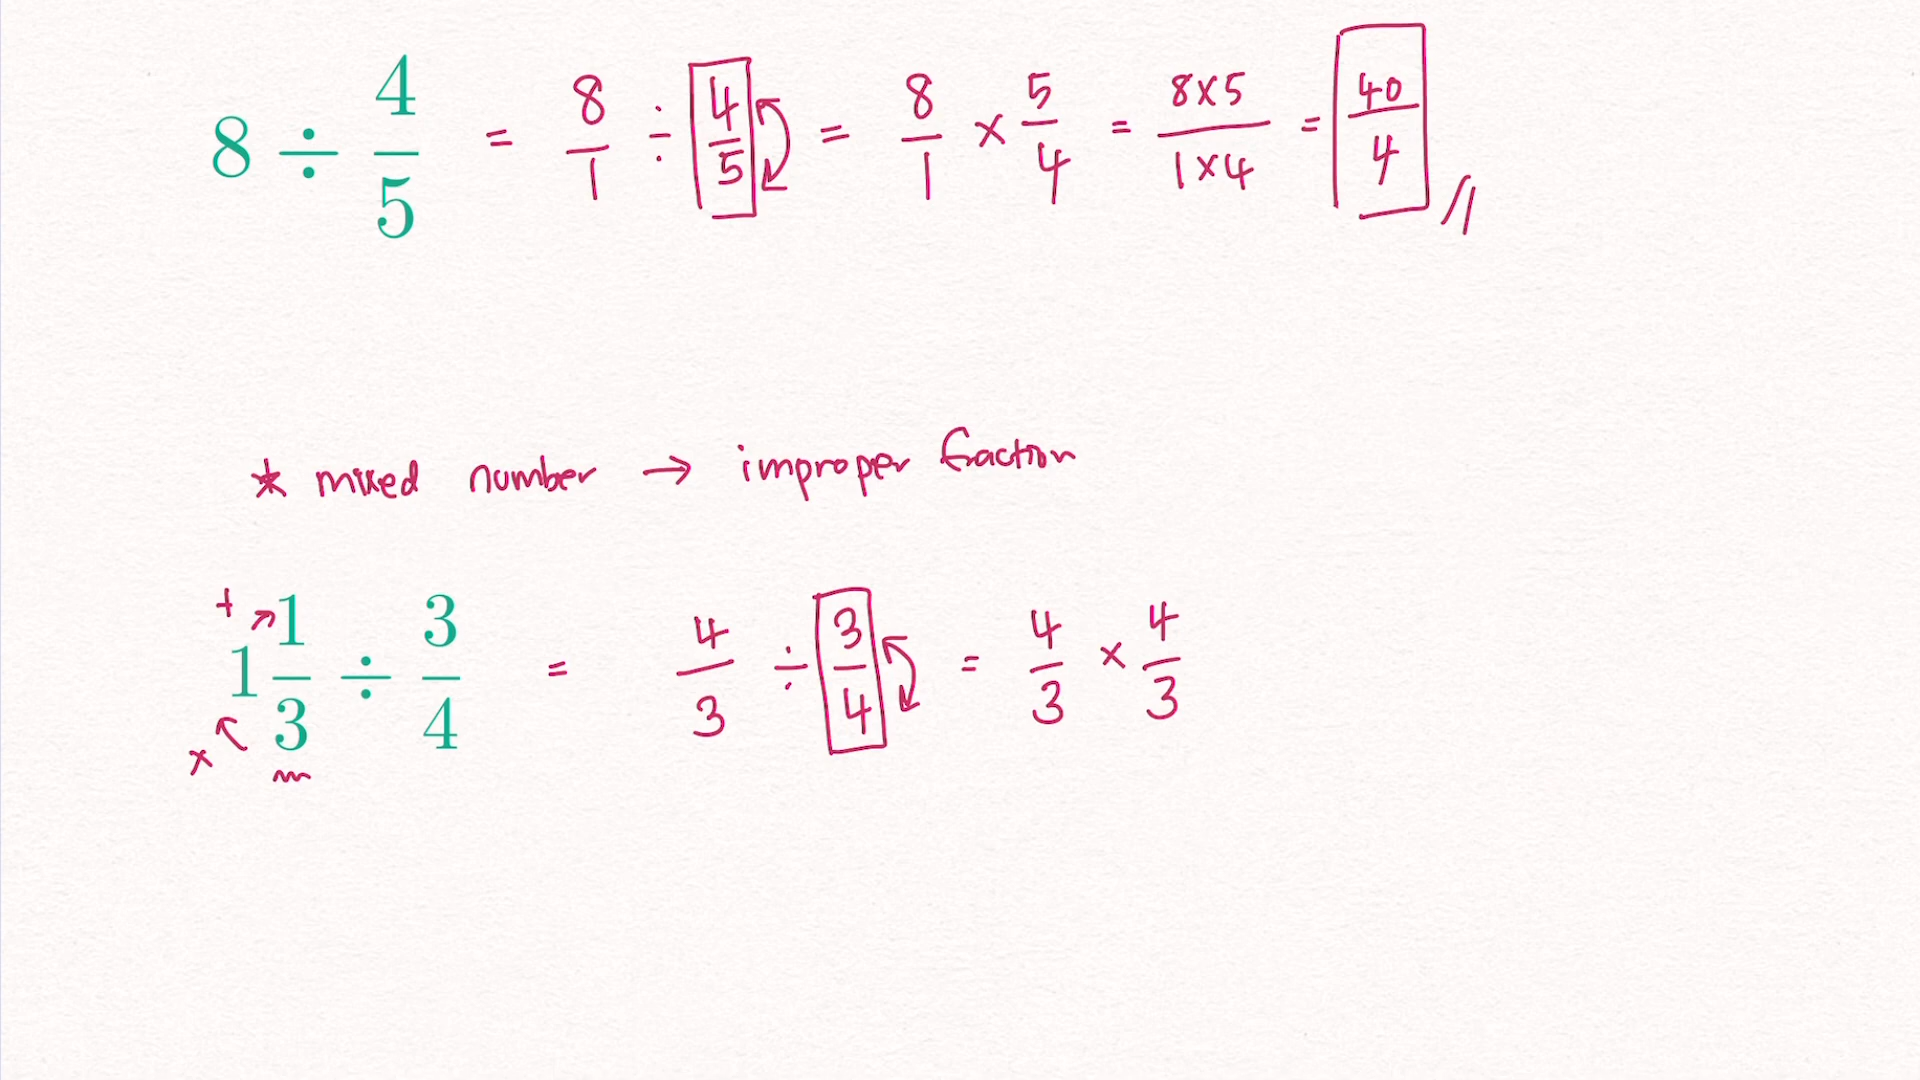 8 ÷ 4/5 = 8/1 ÷ 4/5 = 8/1 × 5/4 = 8×5/1×4 = 40/4 //
* mixed number → improper fraction
1 1/3 ÷ 3/4 = 4/3 ÷ 3/4 = 4/3 × 4/3
+
×